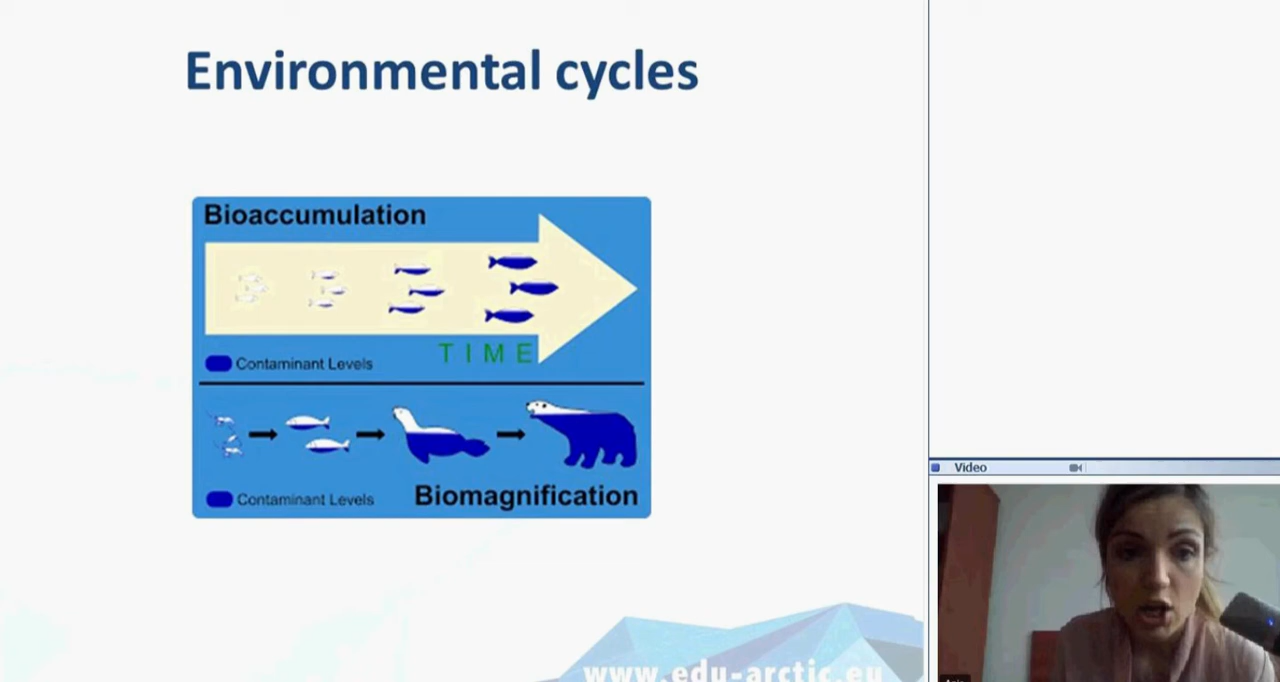 Environmental cycles
Bioaccumulation
TIME
Contaminant Levels
Contaminant Levels
Biomagnification
www.edu-arctic.eu
Video